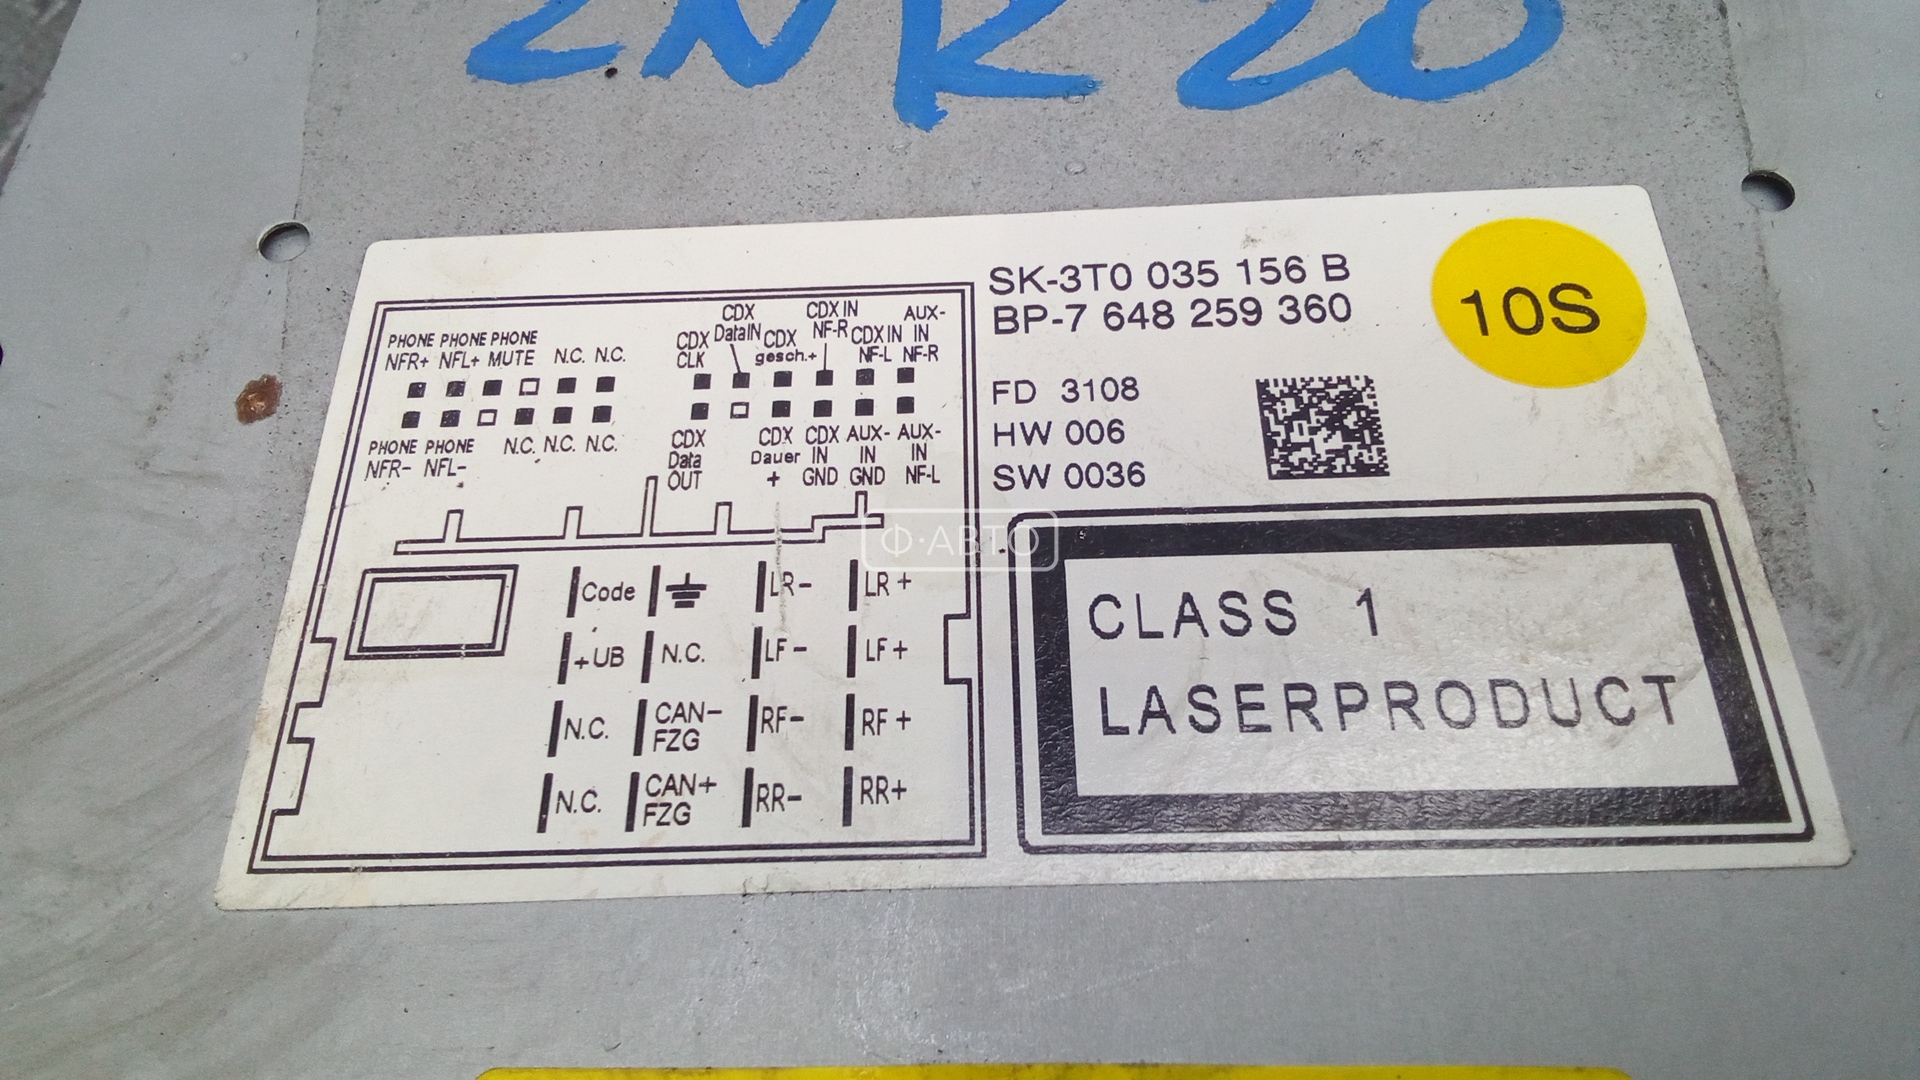 2NK 20
SK-3T0 035 156 B
BP-7 648 259 360
10S
FD 3108
HW 006
SW 0036
CLASS 1
LASERPRODUCT
PHONE PHONE PHONE
NFR+ NFL+ MUTE N.C. N.C.
PHONE PHONE N.C. N.C. N.C.
NFR- NFL-
CDX CDX IN AUX-
CDX DataIN CDX NF-R CDX IN IN
CLK gesch.+ NF-L NF-R
CDX CDX CDX AUX- AUX-
Data Dauer IN IN IN
OUT + GND GND NF-L
Ф·АВТО
Code LR- LR+
+UB N.C. LF- LF+
N.C. CAN- RF- RF+
FZG
N.C. CAN+ RR- RR+
FZG